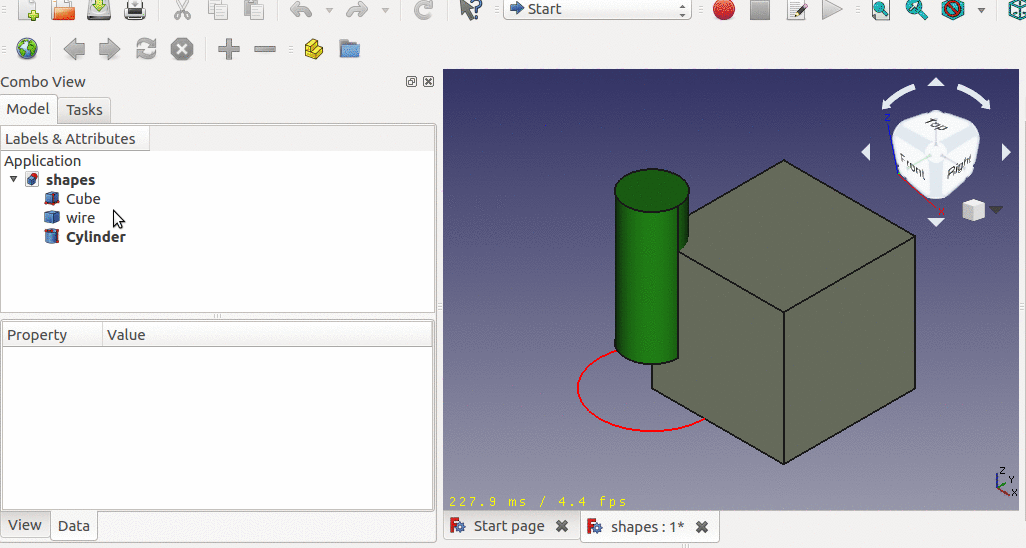 Start
Combo View
Model Tasks
Labels & Attributes
Application
shapes
Cube
wire
Cylinder
Property Value
View Data
Top
Front
Right
Z
Z
Y
X
227.9 ms / 4.4 fps
Start page
shapes : 1*